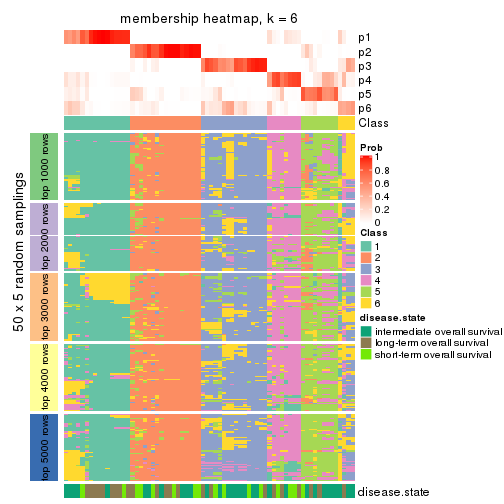 membership heatmap, k = 6
p1
p2
p3
p4
p5
p6
Class
50 x 5 random samplings
top 1000 rows
top 2000 rows
top 3000 rows
top 4000 rows
top 5000 rows
Prob
1
0.8
0.6
0.4
0.2
0
Class
1
2
3
4
5
6
disease.state
intermediate overall survival
long-term overall survival
short-term overall survival
disease.state